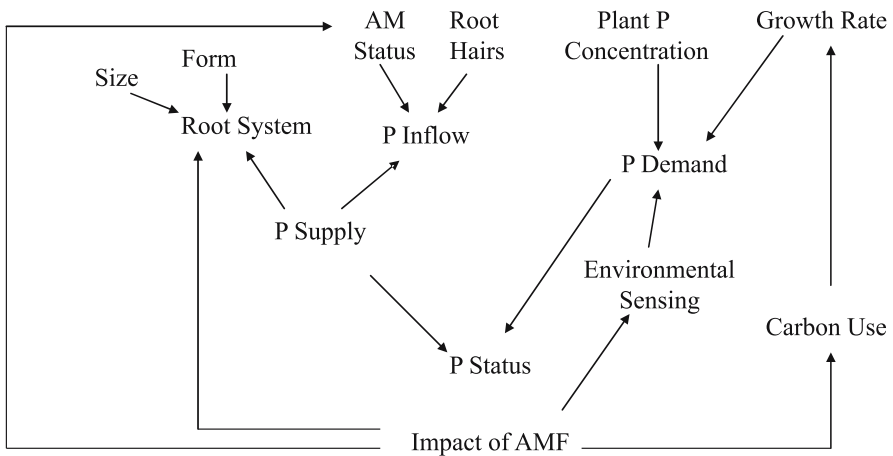 AM
Status
Root
Hairs
Plant P
Concentration
Growth Rate
Form
Size
Root System
P Inflow
P Demand
P Supply
Environmental
Sensing
Carbon Use
P Status
Impact of AMF